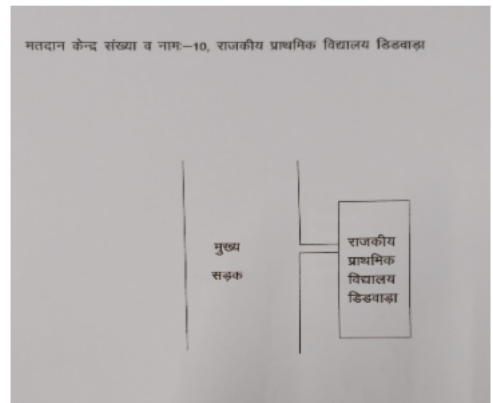 मतदान केन्द्र संख्या व नामः–10, राजकीय प्राथमिक विद्यालय डिडवाड़ा
मुख्य
सड़क
राजकीय
प्राथमिक
विद्यालय
डिडवाड़ा